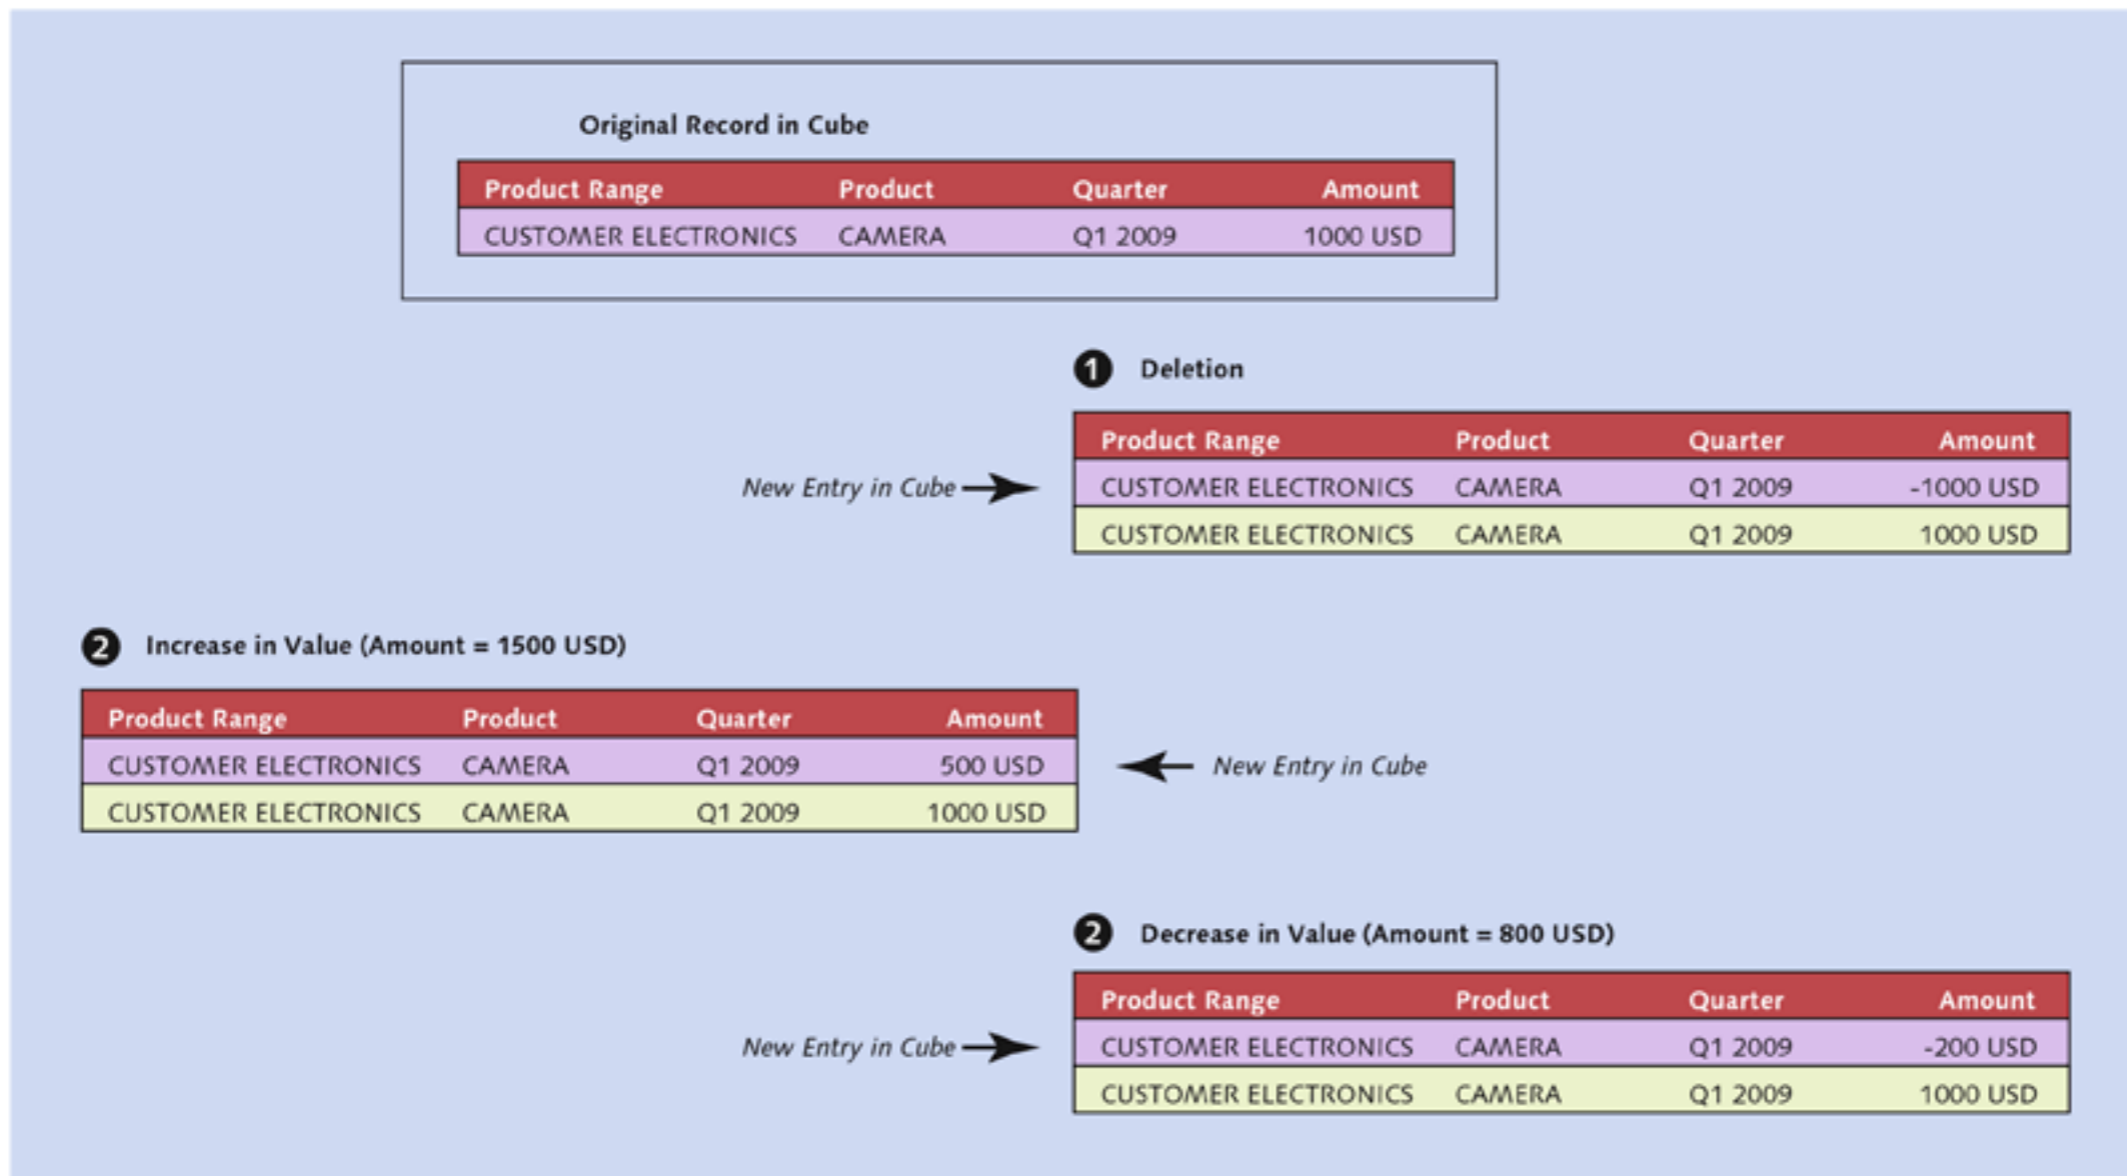 Original Record in Cube
Product Range Product Quarter Amount
CUSTOMER ELECTRONICS CAMERA Q1 2009 1000 USD
1 Deletion
Product Range Product Quarter Amount
New Entry in Cube CUSTOMER ELECTRONICS CAMERA Q1 2009 -1000 USD
CUSTOMER ELECTRONICS CAMERA Q1 2009 1000 USD
2 Increase in Value (Amount = 1500 USD)
Product Range Product Quarter Amount
CUSTOMER ELECTRONICS CAMERA Q1 2009 500 USD New Entry in Cube
CUSTOMER ELECTRONICS CAMERA Q1 2009 1000 USD
2 Decrease in Value (Amount = 800 USD)
Product Range Product Quarter Amount
New Entry in Cube CUSTOMER ELECTRONICS CAMERA Q1 2009 -200 USD
CUSTOMER ELECTRONICS CAMERA Q1 2009 1000 USD